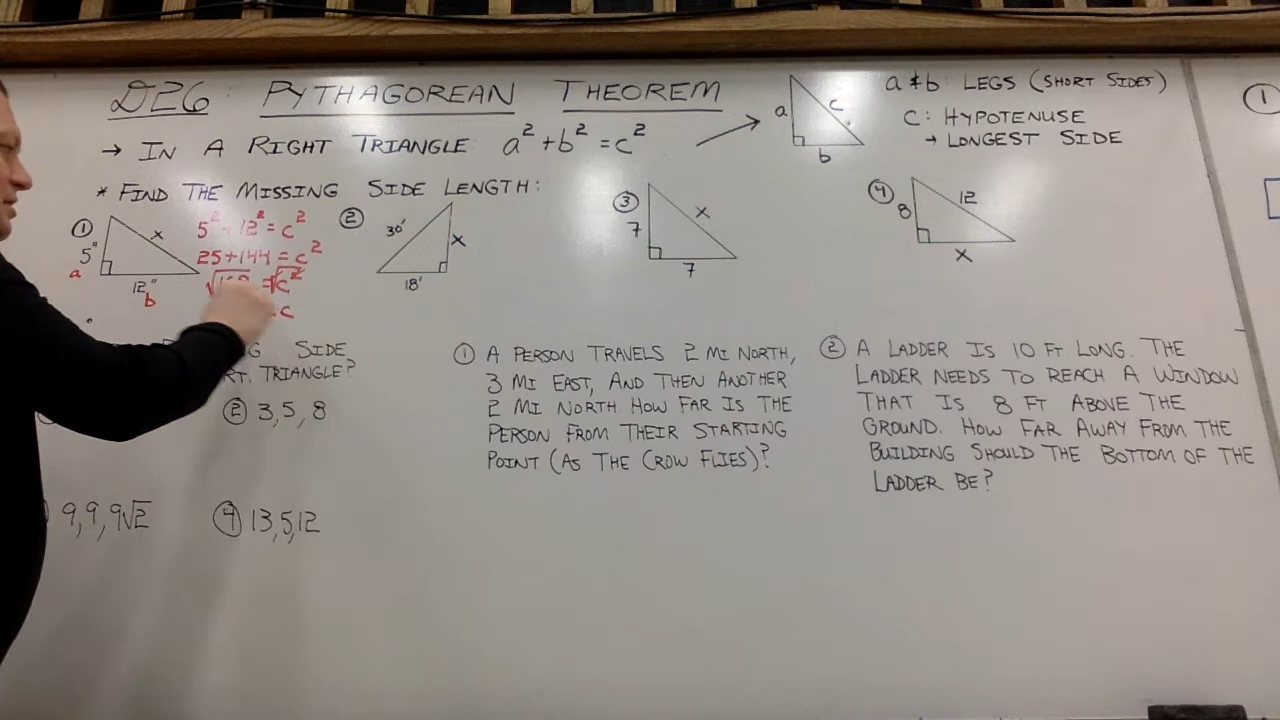 D26: PYTHAGOREAN THEOREM
→ IN A RIGHT TRIANGLE a² + b² = c²
a
c
b
a & b: LEGS (SHORT SIDES)
C: HYPOTENUSE
→ LONGEST SIDE
* FIND THE MISSING SIDE LENGTH:
①
5"
a
x
12"
b
5² + 12² = c²
25 + 144 = c²
= √c²
c
②
30'
x
18'
③
7
x
7
④
8
12
x
SIDE
RT. TRIANGLE?
② 3, 5, 8
9, 9, 9√2
④ 13, 5, 12
① A PERSON TRAVELS 2 MI NORTH,
3 MI EAST, AND THEN ANOTHER
2 MI NORTH HOW FAR IS THE
PERSON FROM THEIR STARTING
POINT (AS THE CROW FLIES)?
② A LADDER IS 10 FT LONG. THE
LADDER NEEDS TO REACH A WINDOW
THAT IS 8 FT ABOVE THE
GROUND. HOW FAR AWAY FROM THE
BUILDING SHOULD THE BOTTOM OF THE
LADDER BE?
①